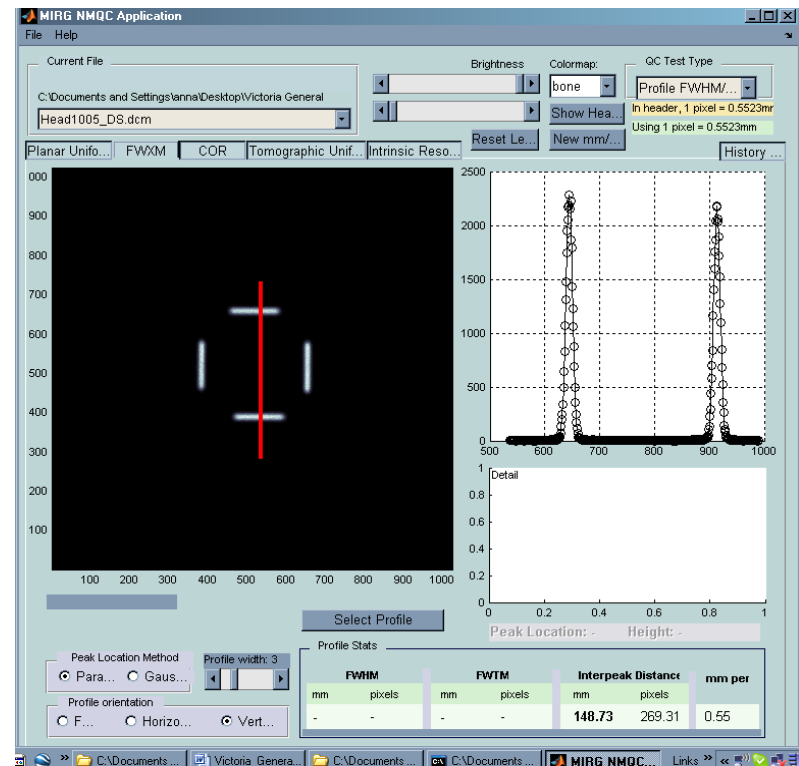 MIRG NMQC Application
File Help
Current File
C:\Documents and Settings\anna\Desktop\Victoria General
Head1005_DS.dcm
Brightness
Colormap:
bone
Show Hea...
Reset Le...
New mm/...
QC Test Type
Profile FWHM/...
In header, 1 pixel = 0.5523mr
Using 1 pixel = 0.5523mm
Planar Unifo... FWXM COR Tomographic Unif... Intrinsic Reso... History ...
000
900
800
700
600
500
400
300
200
100
100 200 300 400 500 600 700 800 900 1000
2500
2000
1500
1000
500
0
500 600 700 800 900 1000
Detail
1
0.8
0.6
0.4
0.2
0
0 0.2 0.4 0.6 0.8 1
Peak Location: - Height: -
Select Profile
Peak Location Method
Para... Gaus...
Profile width: 3
Profile orientation
F... Horizo... Vert...
Profile Stats
FWHM FWTM Interpeak Distance mm per
mm pixels mm pixels mm pixels
- - - - 148.73 269.31 0.55
» C:\Documents ... Victoria Genera... C:\Documents ... C:\Documents ... MIRG NMQC... Links » «